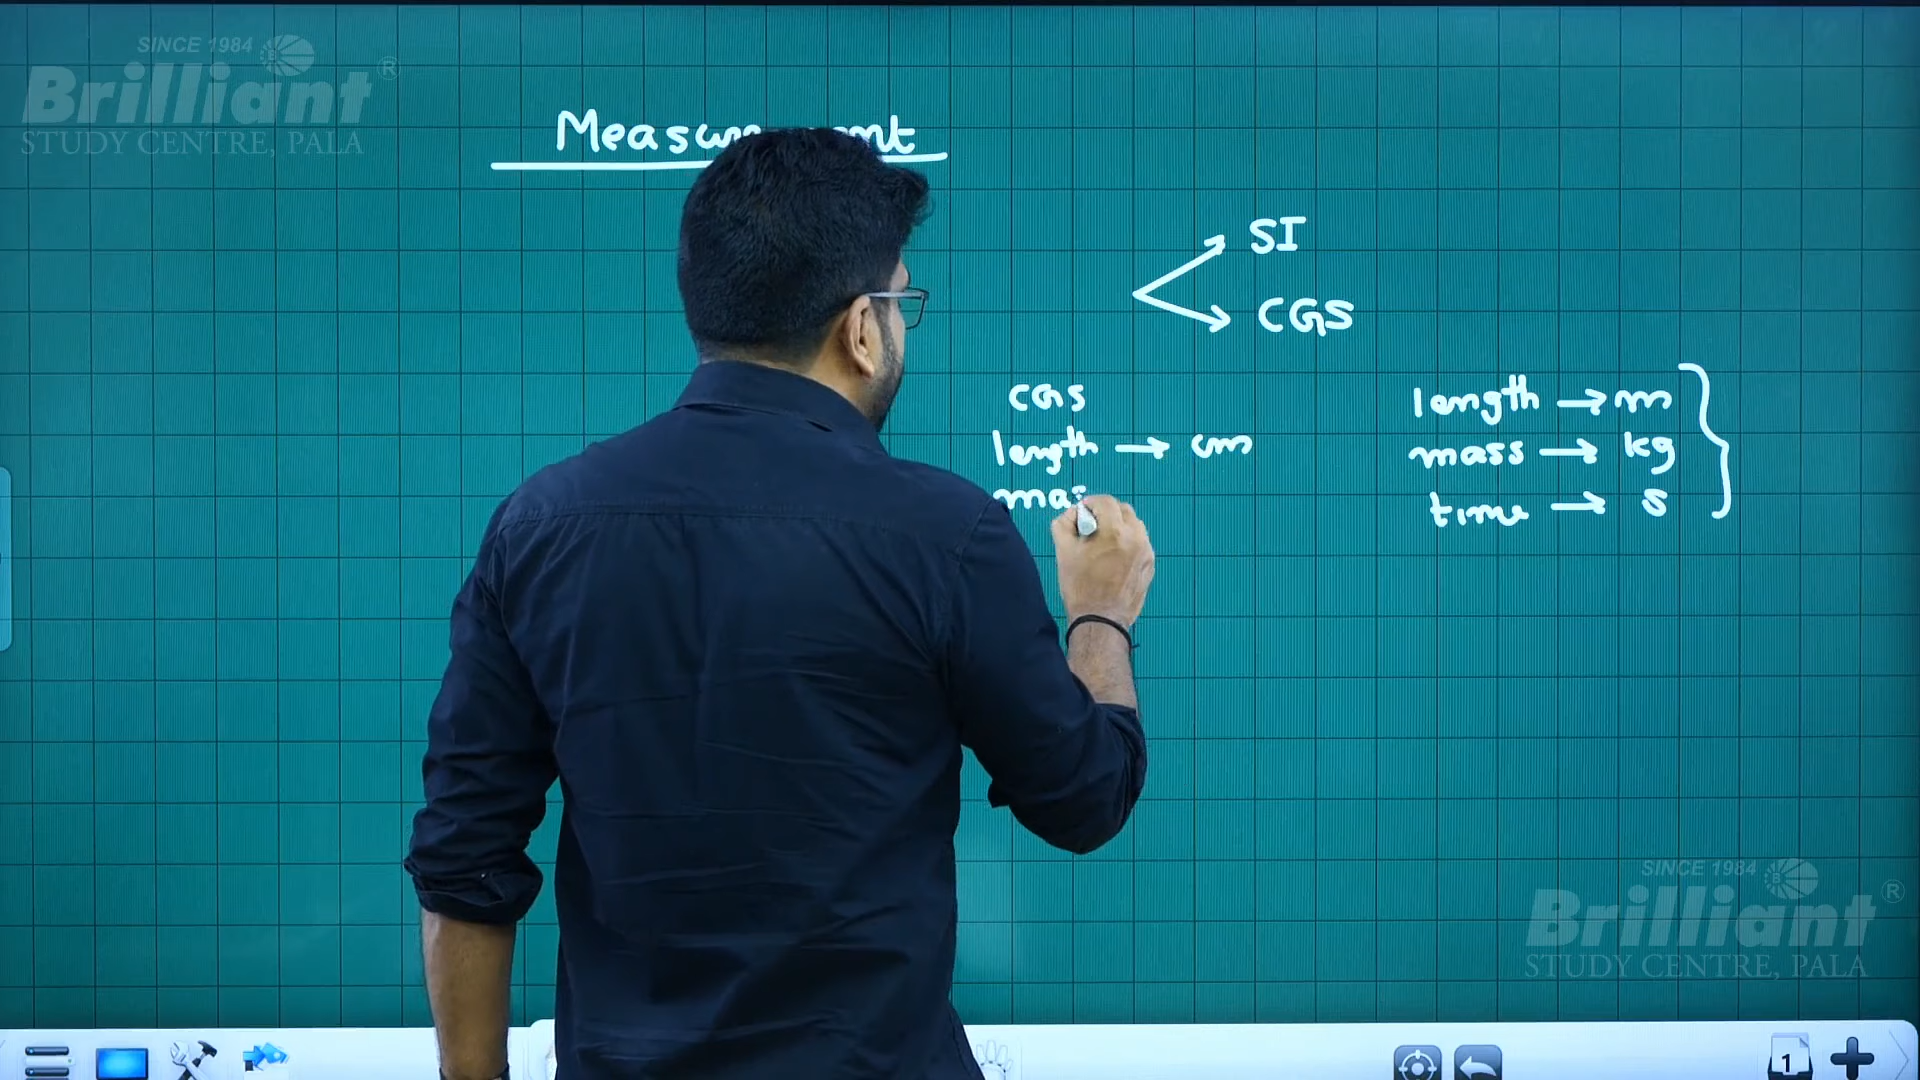 SINCE 1984
Brilliant®
STUDY CENTRE, PALA
SI
CGS
CGS
length → cm
length → m
mass → kg
time → s
SINCE 1984
Brilliant®
STUDY CENTRE, PALA
1